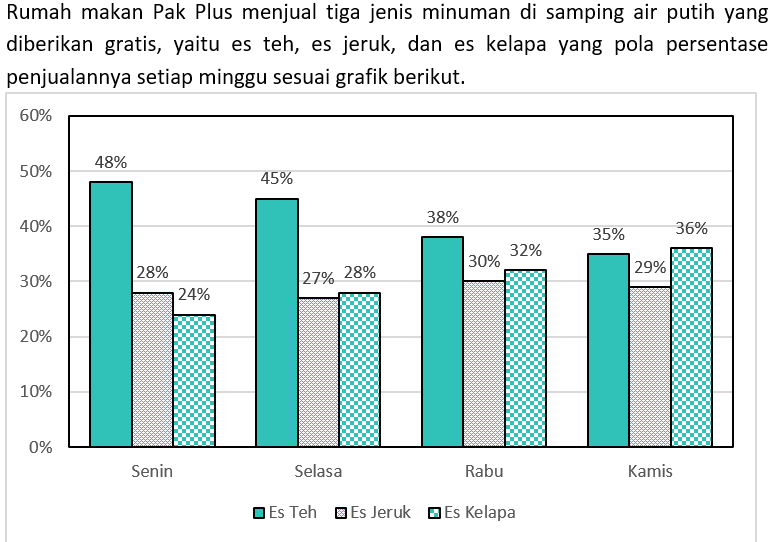 Rumah makan Pak Plus menjual tiga jenis minuman di samping air putih yang
diberikan gratis, yaitu es teh, es jeruk, dan es kelapa yang pola persentase
penjualannya setiap minggu sesuai grafik berikut.
60%
50%
40%
30%
20%
10%
0%
48%
28%
24%
45%
27%
28%
38%
30%
32%
35%
29%
36%
Senin
Selasa
Rabu
Kamis
Es Teh
Es Jeruk
Es Kelapa